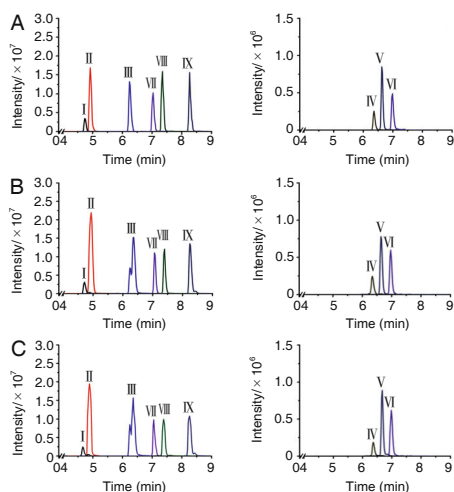 A
Intensity/×10⁷
3.0
2.5
2.0
1.5
1.0
0.5
0
I
II
III
VII
VIII
IX
04 5 6 7 8 9
Time (min)
Intensity/×10⁶
1.5
1.0
0.5
0
IV
V
VI
04 5 6 7 8 9
Time (min)
B
Intensity/×10⁷
3.0
2.5
2.0
1.5
1.0
0.5
0
I
II
III
VII
VIII
IX
04 5 6 7 8 9
Time (min)
Intensity/×10⁶
1.5
1.0
0.5
0
IV
V
VI
04 5 6 7 8 9
Time (min)
C
Intensity/×10⁷
3.0
2.5
2.0
1.5
1.0
0.5
0
I
II
III
VII
VIII
IX
04 5 6 7 8 9
Time (min)
Intensity/×10⁶
1.5
1.0
0.5
0
IV
V
VI
04 5 6 7 8 9
Time (min)